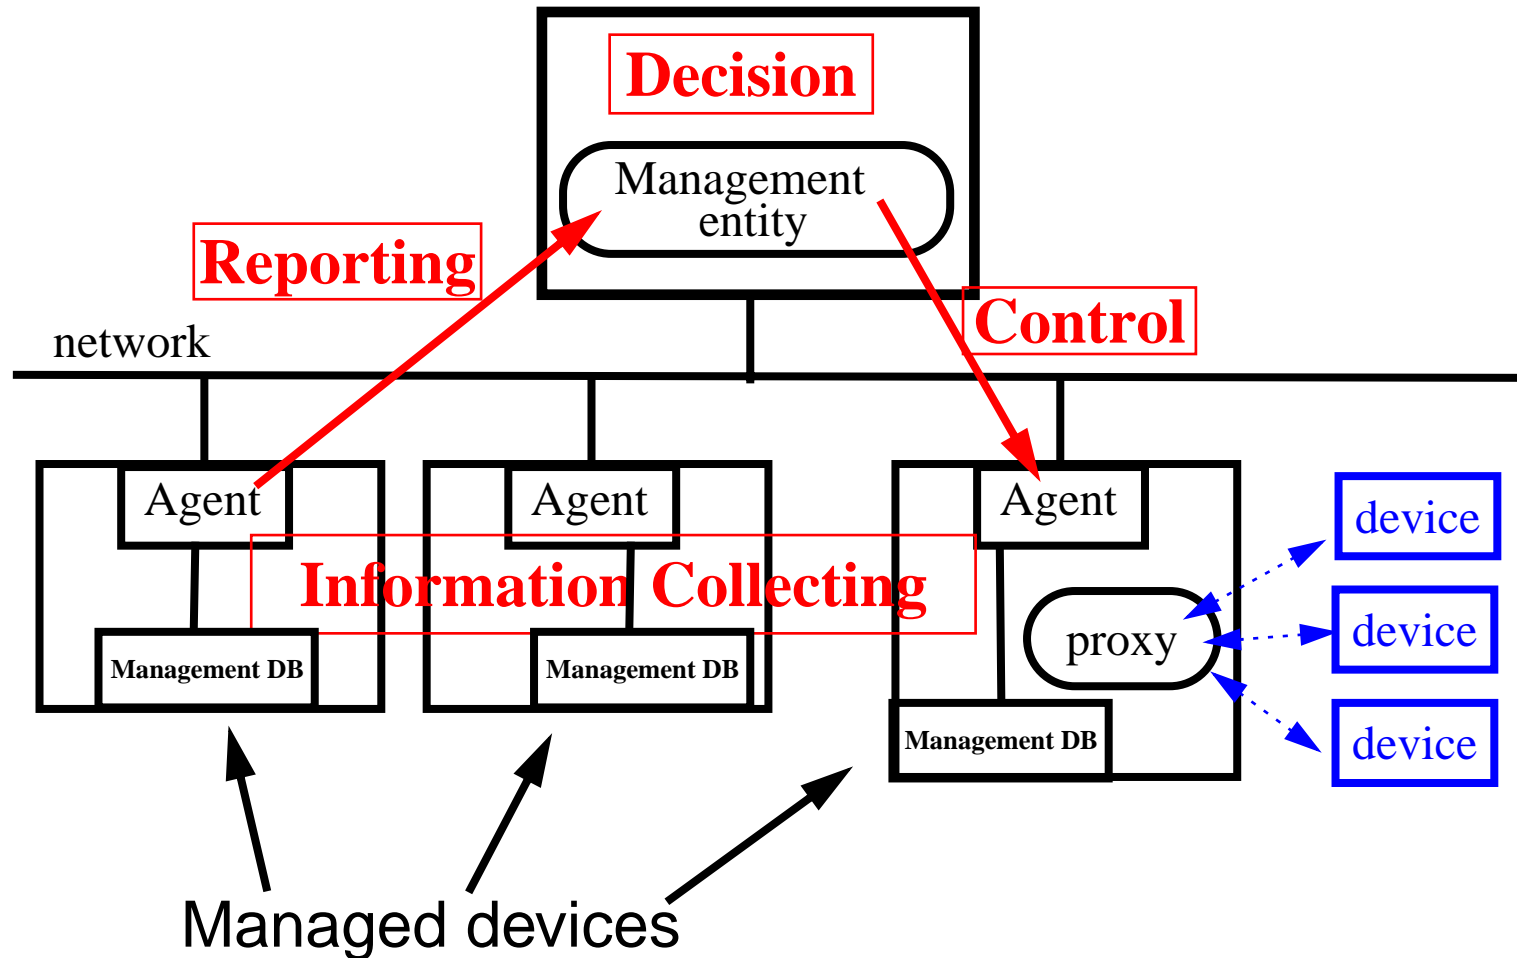 Decision
Management
entity
Reporting
Control
network
Agent
Agent
Agent
device
Information Collecting
device
proxy
Management DB
Management DB
Management DB
device
Managed devices